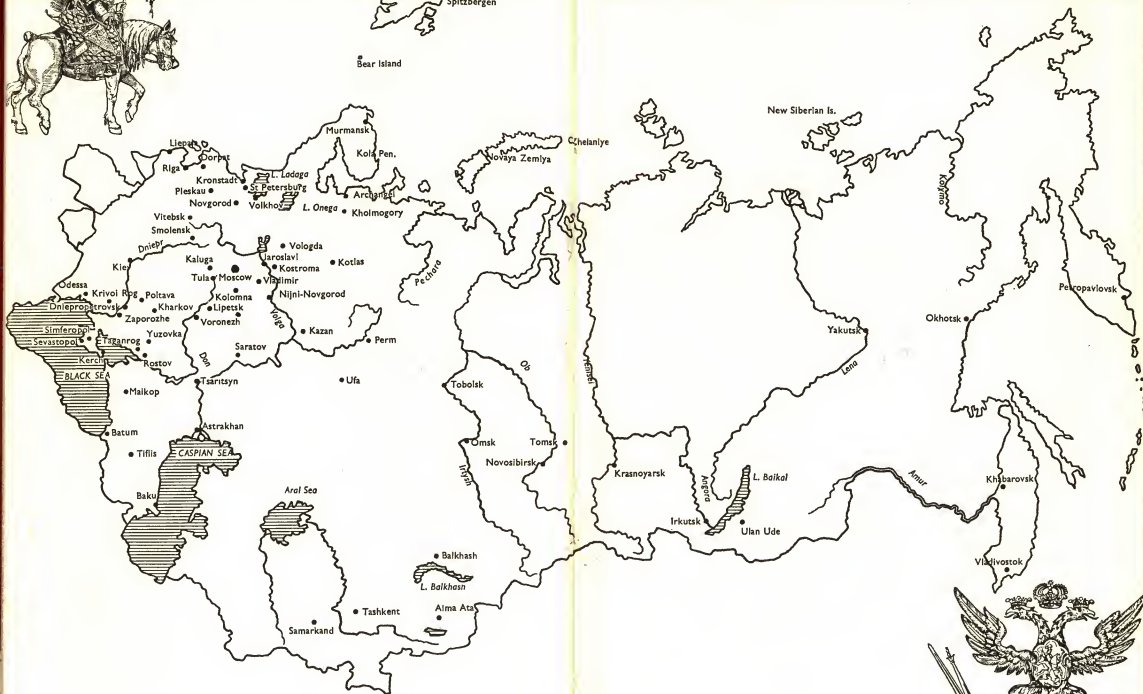 Spitzbergen
Bear Island
New Siberian Is.
Murmansk
Kola Pen.
Novaya Zemlya
C. Zhelaniye
Liepaja
Dorpat
Riga
L. Ladoga
Kronstadt
St Petersburg
Pleskau
Archangel
Novgorod
Volkhov
L. Onega
Kholmogory
Kolymo
Vitebsk
Smolensk
Dniepr
Vologda
Jaroslavl
Kotlas
Kiev
Kaluga
Kostroma
Tula
Moscow
Vladimir
Pechora
Odessa
Krivoi Rog
Poltava
Kolomna
Nijni-Novgorod
Petropavlovsk
Dniepropetrovsk
Kharkov
Lipetsk
Zaporozhe
Voronezh
Volga
Okhotsk
Simferopol
Yuzovka
Kazan
Yakutsk
Sevastopol
Taganrog
Perm
Kerch
Rostov
Don
Saratov
Ob
Yenisei
Lena
BLACK SEA
Maikop
Tsaritsyn
Ufa
Tobolsk
Batum
Astrakhan
Omsk
Tomsk
Tiflis
CASPIAN SEA
Novosibirsk
Irtysh
Krasnoyarsk
Angara
L. Baikal
Amur
Khabarovsk
Baku
Aral Sea
Irkutsk
Ulan Ude
Balkhash
L. Balkhash
Vladivostok
Tashkent
Alma Ata
Samarkand